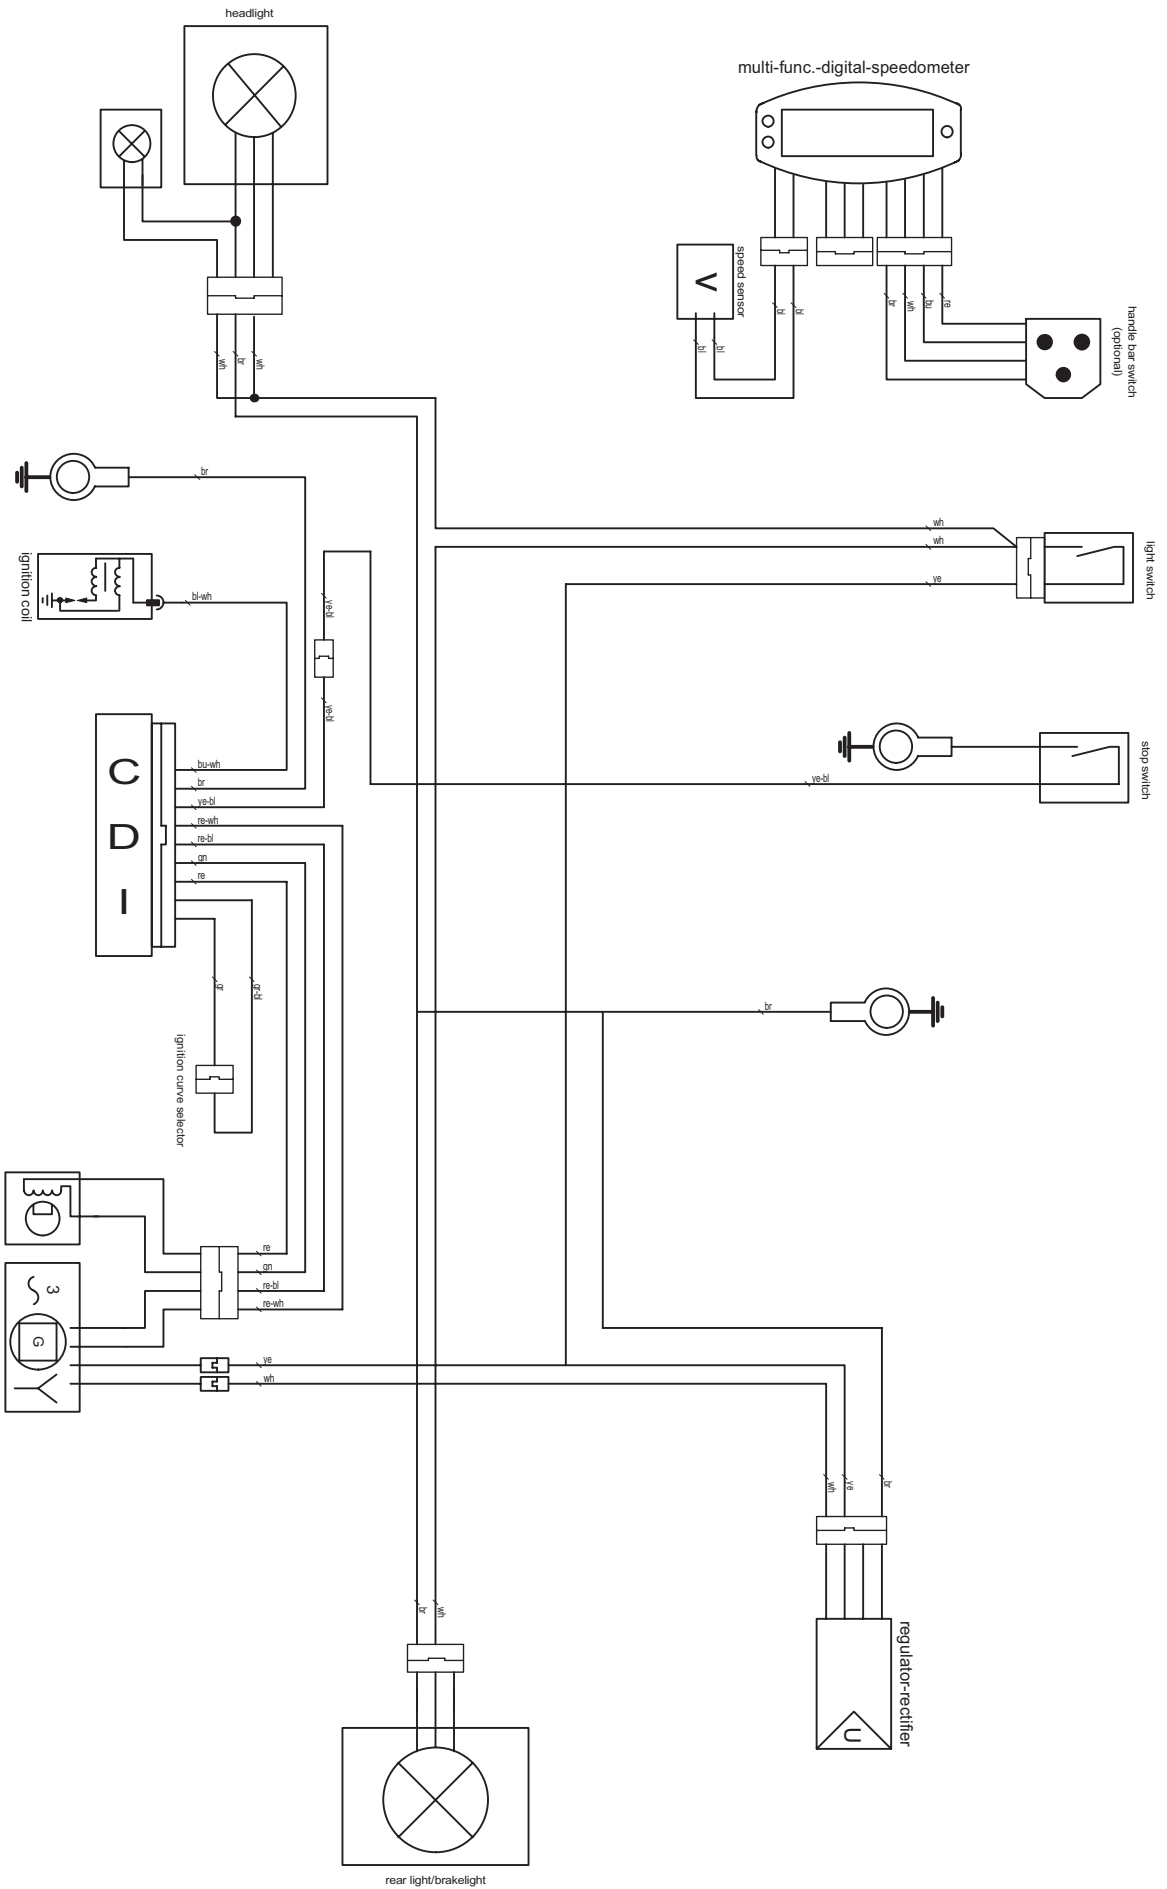 headlight
multi-func.-digital-speedometer
speed sensor
V
bl
bl
bl
bl
br
wh
bu
re
handle bar switch
(optional)
wh
br
wh
br
ignition coil
bl-wh
ye-bl
ye-bl
wh
wh
ye
light switch
stop switch
ye-bl
C
D
I
bu-wh
br
ye-bl
re-wh
re-bl
gn
re
gr
gr-bl
ignition curve selector
br
re
gn
re-bl
re-wh
3
G
ye
wh
wh
ye
br
regulator-rectifier
U
br
wh
rear light/brakelight